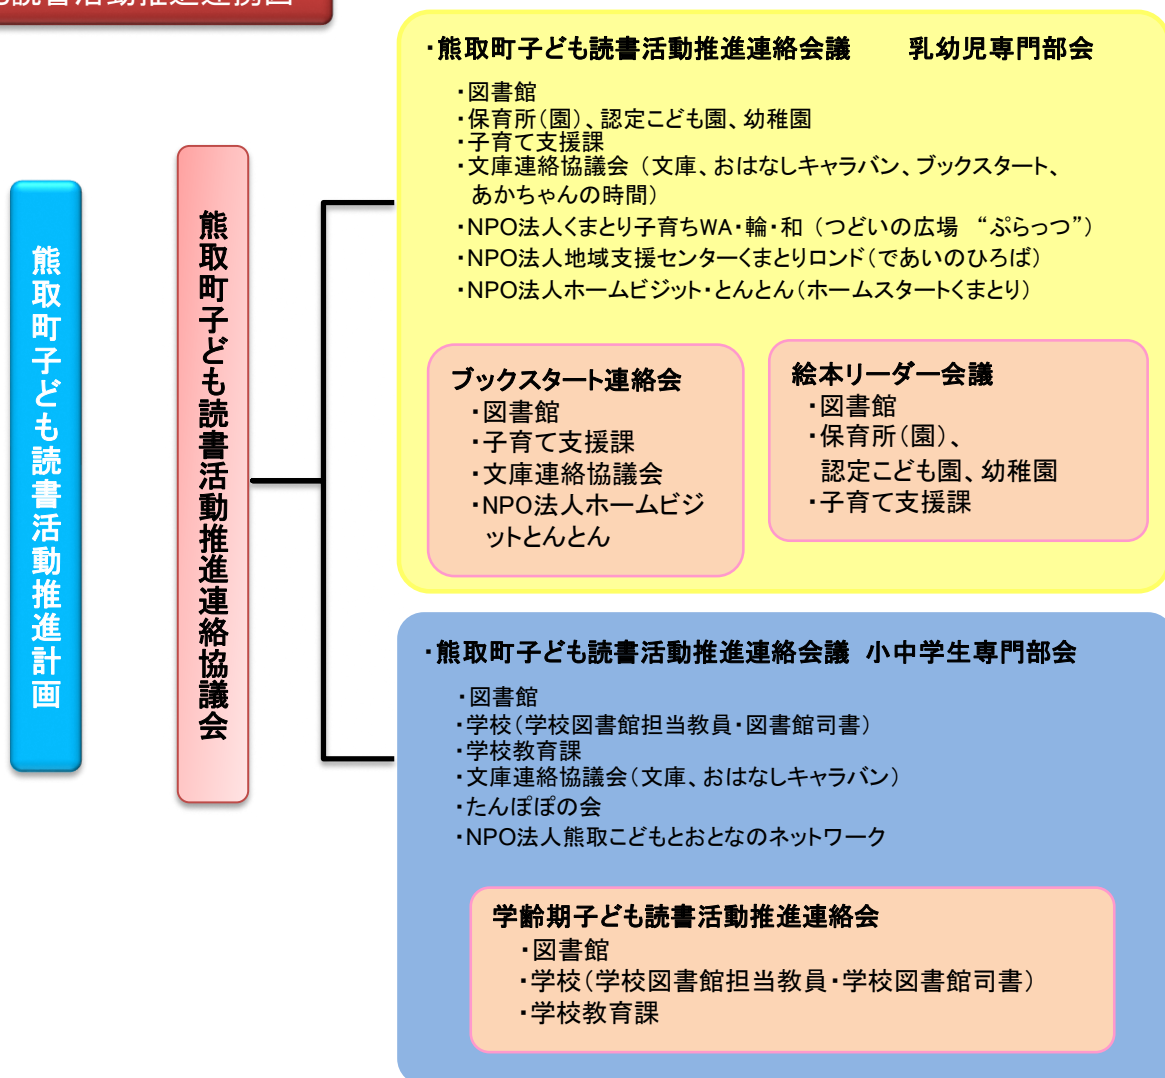 も読書活動推進連携図
熊取町子ども読書活動推進計画
熊取町子ども読書活動推進連絡協議会
・熊取町子ども読書活動推進連絡会議　　乳幼児専門部会
・図書館
・保育所(園)、認定こども園、幼稚園
・子育て支援課
・文庫連絡協議会（文庫、おはなしキャラバン、ブックスタート、
あかちゃんの時間）
・NPO法人くまとり子育ちWA・輪・和（つどいの広場　“ぷらっつ”）
・NPO法人地域支援センターくまとりロンド（であいのひろば）
・NPO法人ホームビジット・とんとん（ホームスタートくまとり）
ブックスタート連絡会
・図書館
・子育て支援課
・文庫連絡協議会
・NPO法人ホームビジ
ットとんとん
絵本リーダー会議
・図書館
・保育所(園)、
認定こども園、幼稚園
・子育て支援課
・熊取町子ども読書活動推進連絡会議 小中学生専門部会
・図書館
・学校（学校図書館担当教員・図書館司書）
・学校教育課
・文庫連絡協議会（文庫、おはなしキャラバン）
・たんぽぽの会
・NPO法人熊取こどもとおとなのネットワーク
学齢期子ども読書活動推進連絡会
・図書館
・学校（学校図書館担当教員・学校図書館司書）
・学校教育課